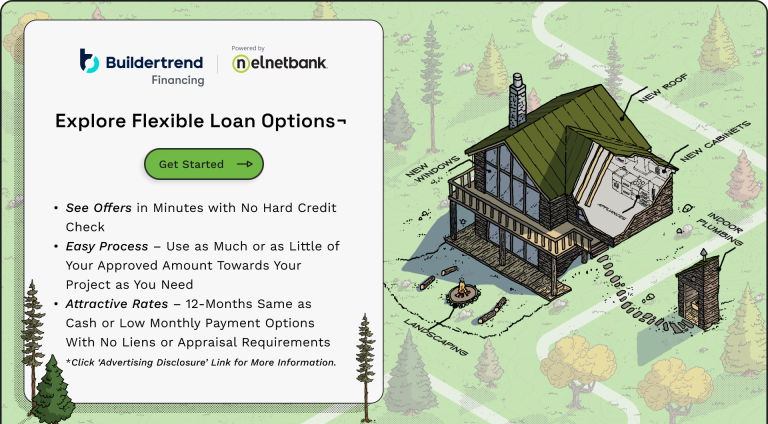 Powered by
Buildertrend
nelnetbank
Financing
Explore Flexible Loan Options¬
Get Started
• See Offers in Minutes with No Hard Credit
Check
• Easy Process – Use as Much or as Little of
Your Approved Amount Towards Your
Project as You Need
• Attractive Rates – 12-Months Same as
Cash or Low Monthly Payment Options
With No Liens or Appraisal Requirements
*Click ‘Advertising Disclosure’ Link for More Information.
NEW ROOF
NEW CABINETS
NEW
WINDOWS
INDOOR
PLUMBING
LANDSCAPING